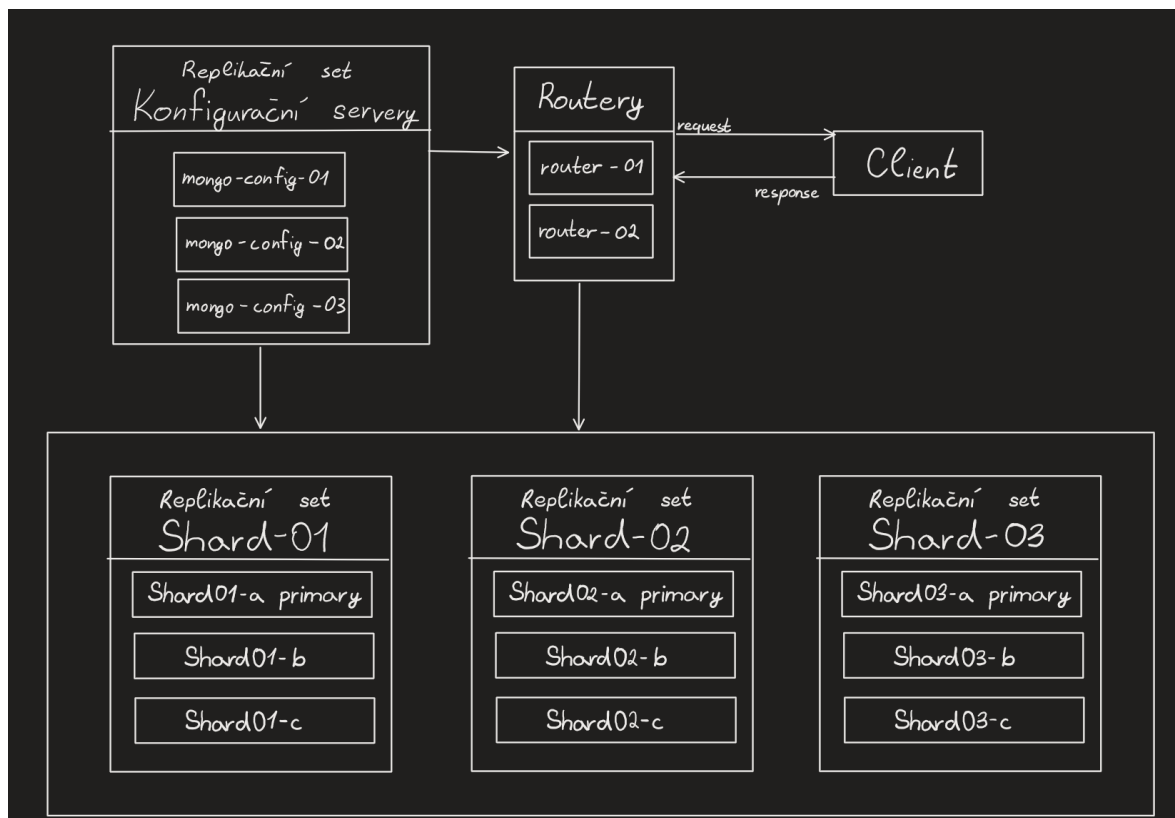 Replikační set
Konfigurační servery
mongo-config-01
mongo-config-02
mongo-config-03
Routery
router-01
router-02
request
response
Client
Replikační set
Shard-01
Shard01-a primary
Shard01-b
Shard01-c
Replikační set
Shard-02
Shard02-a primary
Shard02-b
Shard02-c
Replikační set
Shard-03
Shard03-a primary
Shard03-b
Shard03-c